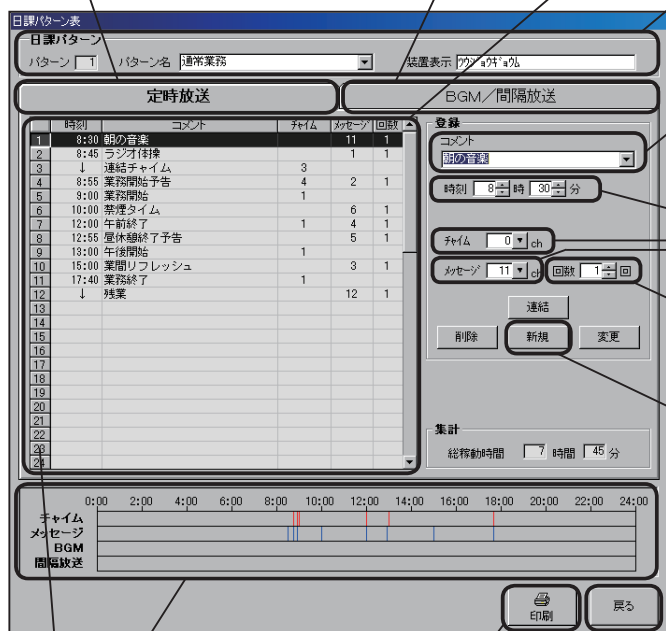 日課パターン表
日課パターン
パターン 1 パターン名 通常業務 装置表示 ﾂｳｼﾞｮｳｷﾞｮｳﾑ
定時放送 BGM／間隔放送
時刻 コメント チャイム メッセージ 回数
1 8:30 朝の音楽 11 1
2 8:45 ラジオ体操 1 1
3 ↓ 連結チャイム 3
4 8:55 業務開始予告 4 2 1
5 9:00 業務開始 1
6 10:00 禁煙タイム 6 1
7 12:00 午前終了 1 4 1
8 12:55 昼休憩終了予告 5 1
9 13:00 午後開始 1
10 15:00 業間リフレッシュ 3 1
11 17:40 業務終了 1
12 ↓ 残業 12 1
13
14
15
16
17
18
19
20
21
22
23
24
登録
コメント
朝の音楽
時刻 8 時 30 分
チャイム 0 ch
メッセージ 11 ch 回数 1 回
連結
削除 新規 変更
集計
総稼動時間 7 時間 45 分
0:00 2:00 4:00 6:00 8:00 10:00 12:00 14:00 16:00 18:00 20:00 22:00 24:00
チャイム
メッセージ
BGM
間隔放送
印刷 戻る